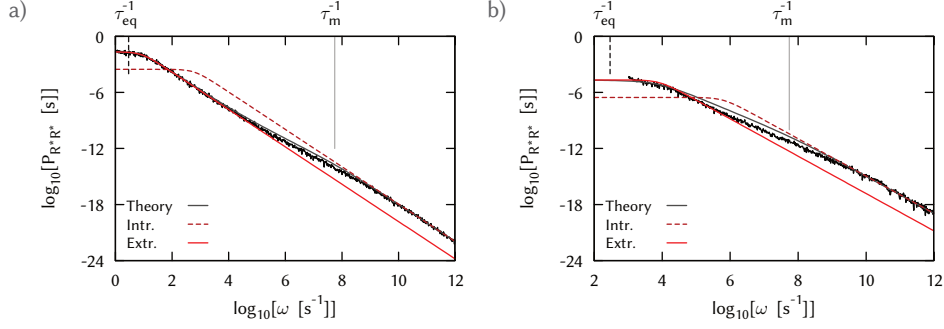 a)
τ_eq^-1
τ_m^-1
0
-6
-12
-18
-24
log10[P_R* [s]]
Theory
Intr.
Extr.
0 2 4 6 8 10 12
log10[ω [s^-1]]
b)
τ_eq^-1
τ_m^-1
0
-6
-12
-18
-24
log10[P_R* [s]]
Theory
Intr.
Extr.
2 4 6 8 10 12
log10[ω [s^-1]]